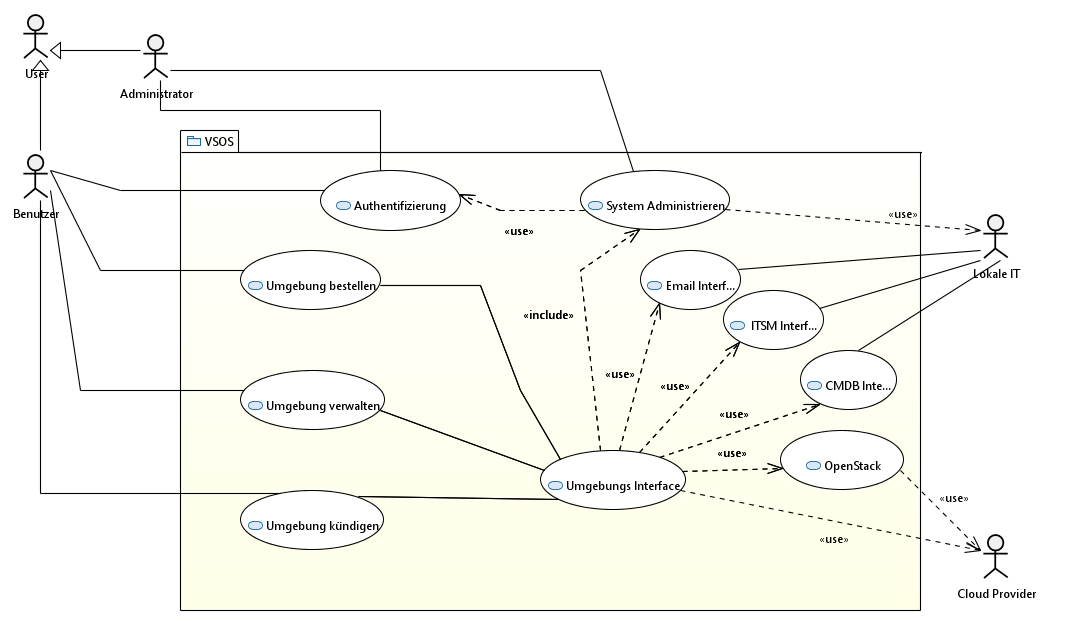 User
Administrator
VSOS
Benutzer
Authentifizierung
System Administrieren
«use»
«use»
Lokale IT
Umgebung bestellen
Email Interf...
«include»
ITSM Interf...
«use»
«use»
CMDB Inte...
Umgebung verwalten
«use»
«use»
OpenStack
Umgebungs Interface
«use»
Umgebung kündigen
«use»
Cloud Provider